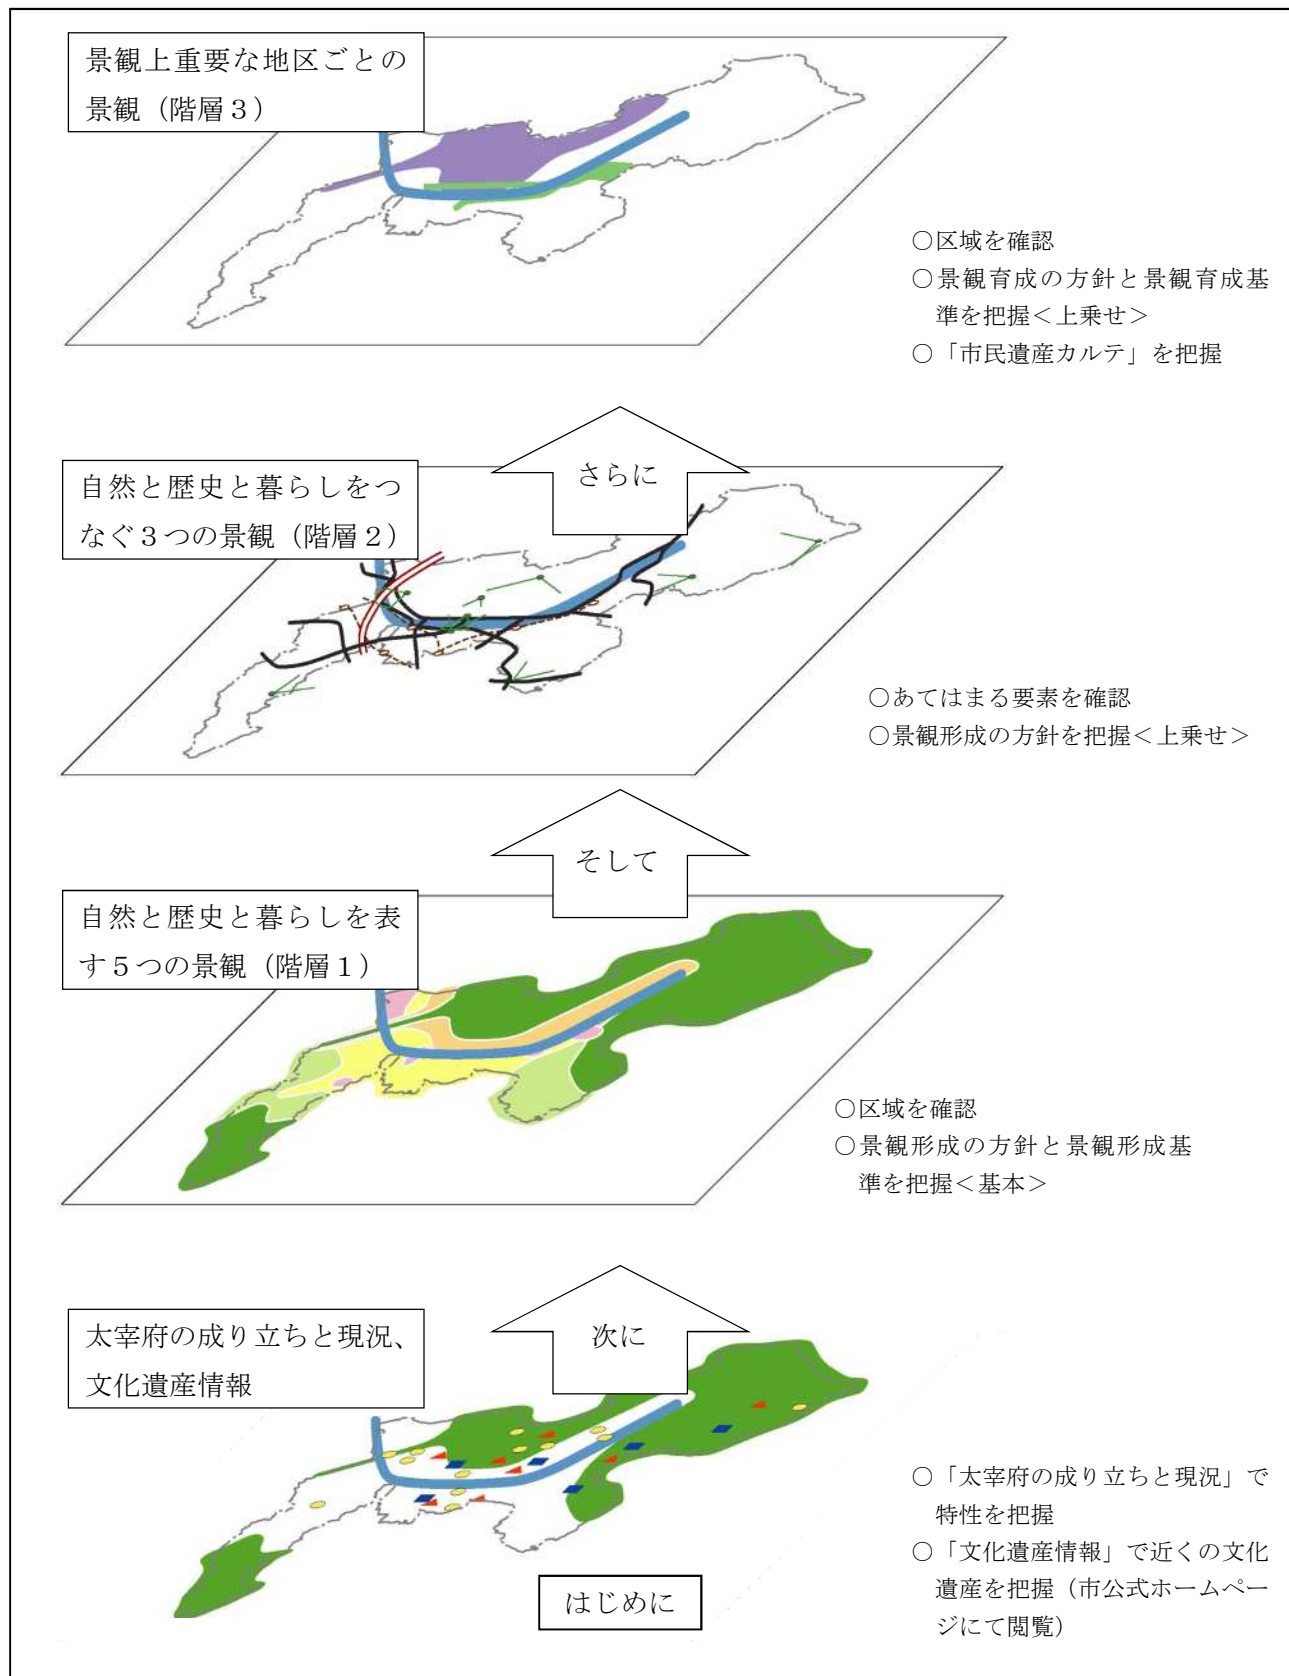 景観上重要な地区ごとの
景観（階層３）
○区域を確認
○景観育成の方針と景観育成基
準を把握＜上乗せ＞
○「市民遺産カルテ」を把握
さらに
自然と歴史と暮らしをつ
なぐ３つの景観（階層２）
○あてはまる要素を確認
○景観形成の方針を把握＜上乗せ＞
そして
自然と歴史と暮らしを表
す５つの景観（階層１）
○区域を確認
○景観形成の方針と景観形成基
準を把握＜基本＞
次に
太宰府の成り立ちと現況、
文化遺産情報
○「太宰府の成り立ちと現況」で
特性を把握
○「文化遺産情報」で近くの文化
遺産を把握（市公式ホームペー
ジにて閲覧）
はじめに